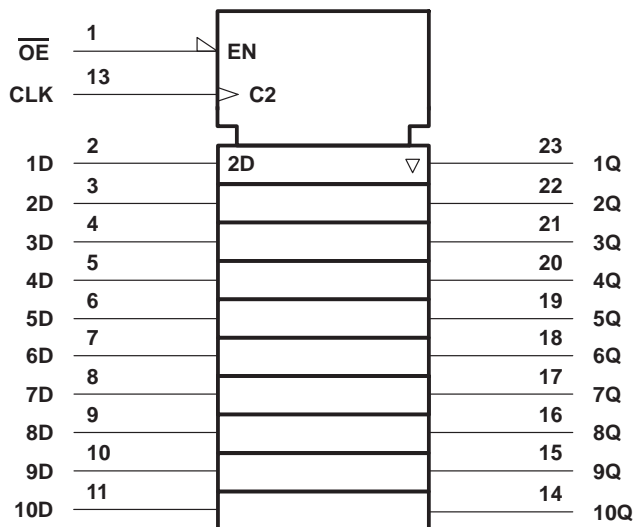 OE 1 EN
CLK 13 C2
1D 2 2D 23 1Q
2D 3 22 2Q
3D 4 21 3Q
4D 5 20 4Q
5D 6 19 5Q
6D 7 18 6Q
7D 8 17 7Q
8D 9 16 8Q
9D 10 15 9Q
10D 11 14 10Q